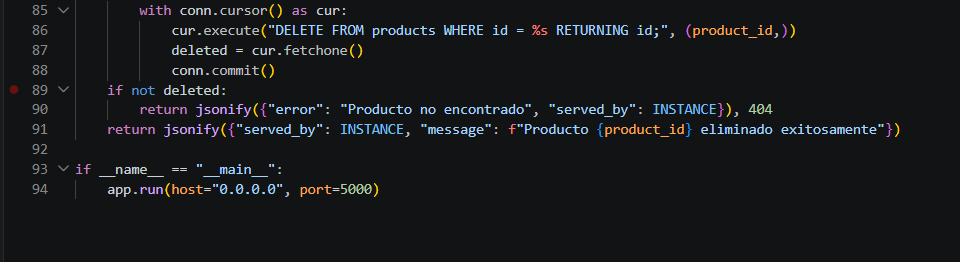 85 with conn.cursor() as cur:
86 cur.execute("DELETE FROM products WHERE id = %s RETURNING id;", (product_id,))
87 deleted = cur.fetchone()
88 conn.commit()
89 if not deleted:
90 return jsonify({"error": "Producto no encontrado", "served_by": INSTANCE}), 404
91 return jsonify({"served_by": INSTANCE, "message": f"Producto {product_id} eliminado exitosamente"})
92
93 if __name__ == "__main__":
94 app.run(host="0.0.0.0", port=5000)